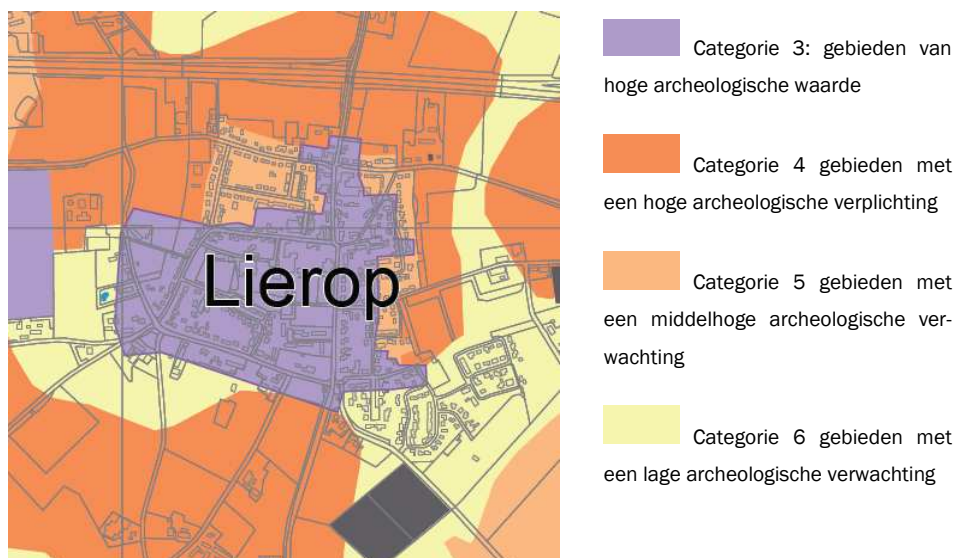 Lierop
Categorie 3: gebieden van
hoge archeologische waarde
Categorie 4 gebieden met
een hoge archeologische verplichting
Categorie 5 gebieden met
een middelhoge archeologische ver-
wachting
Categorie 6 gebieden met
een lage archeologische verwachting